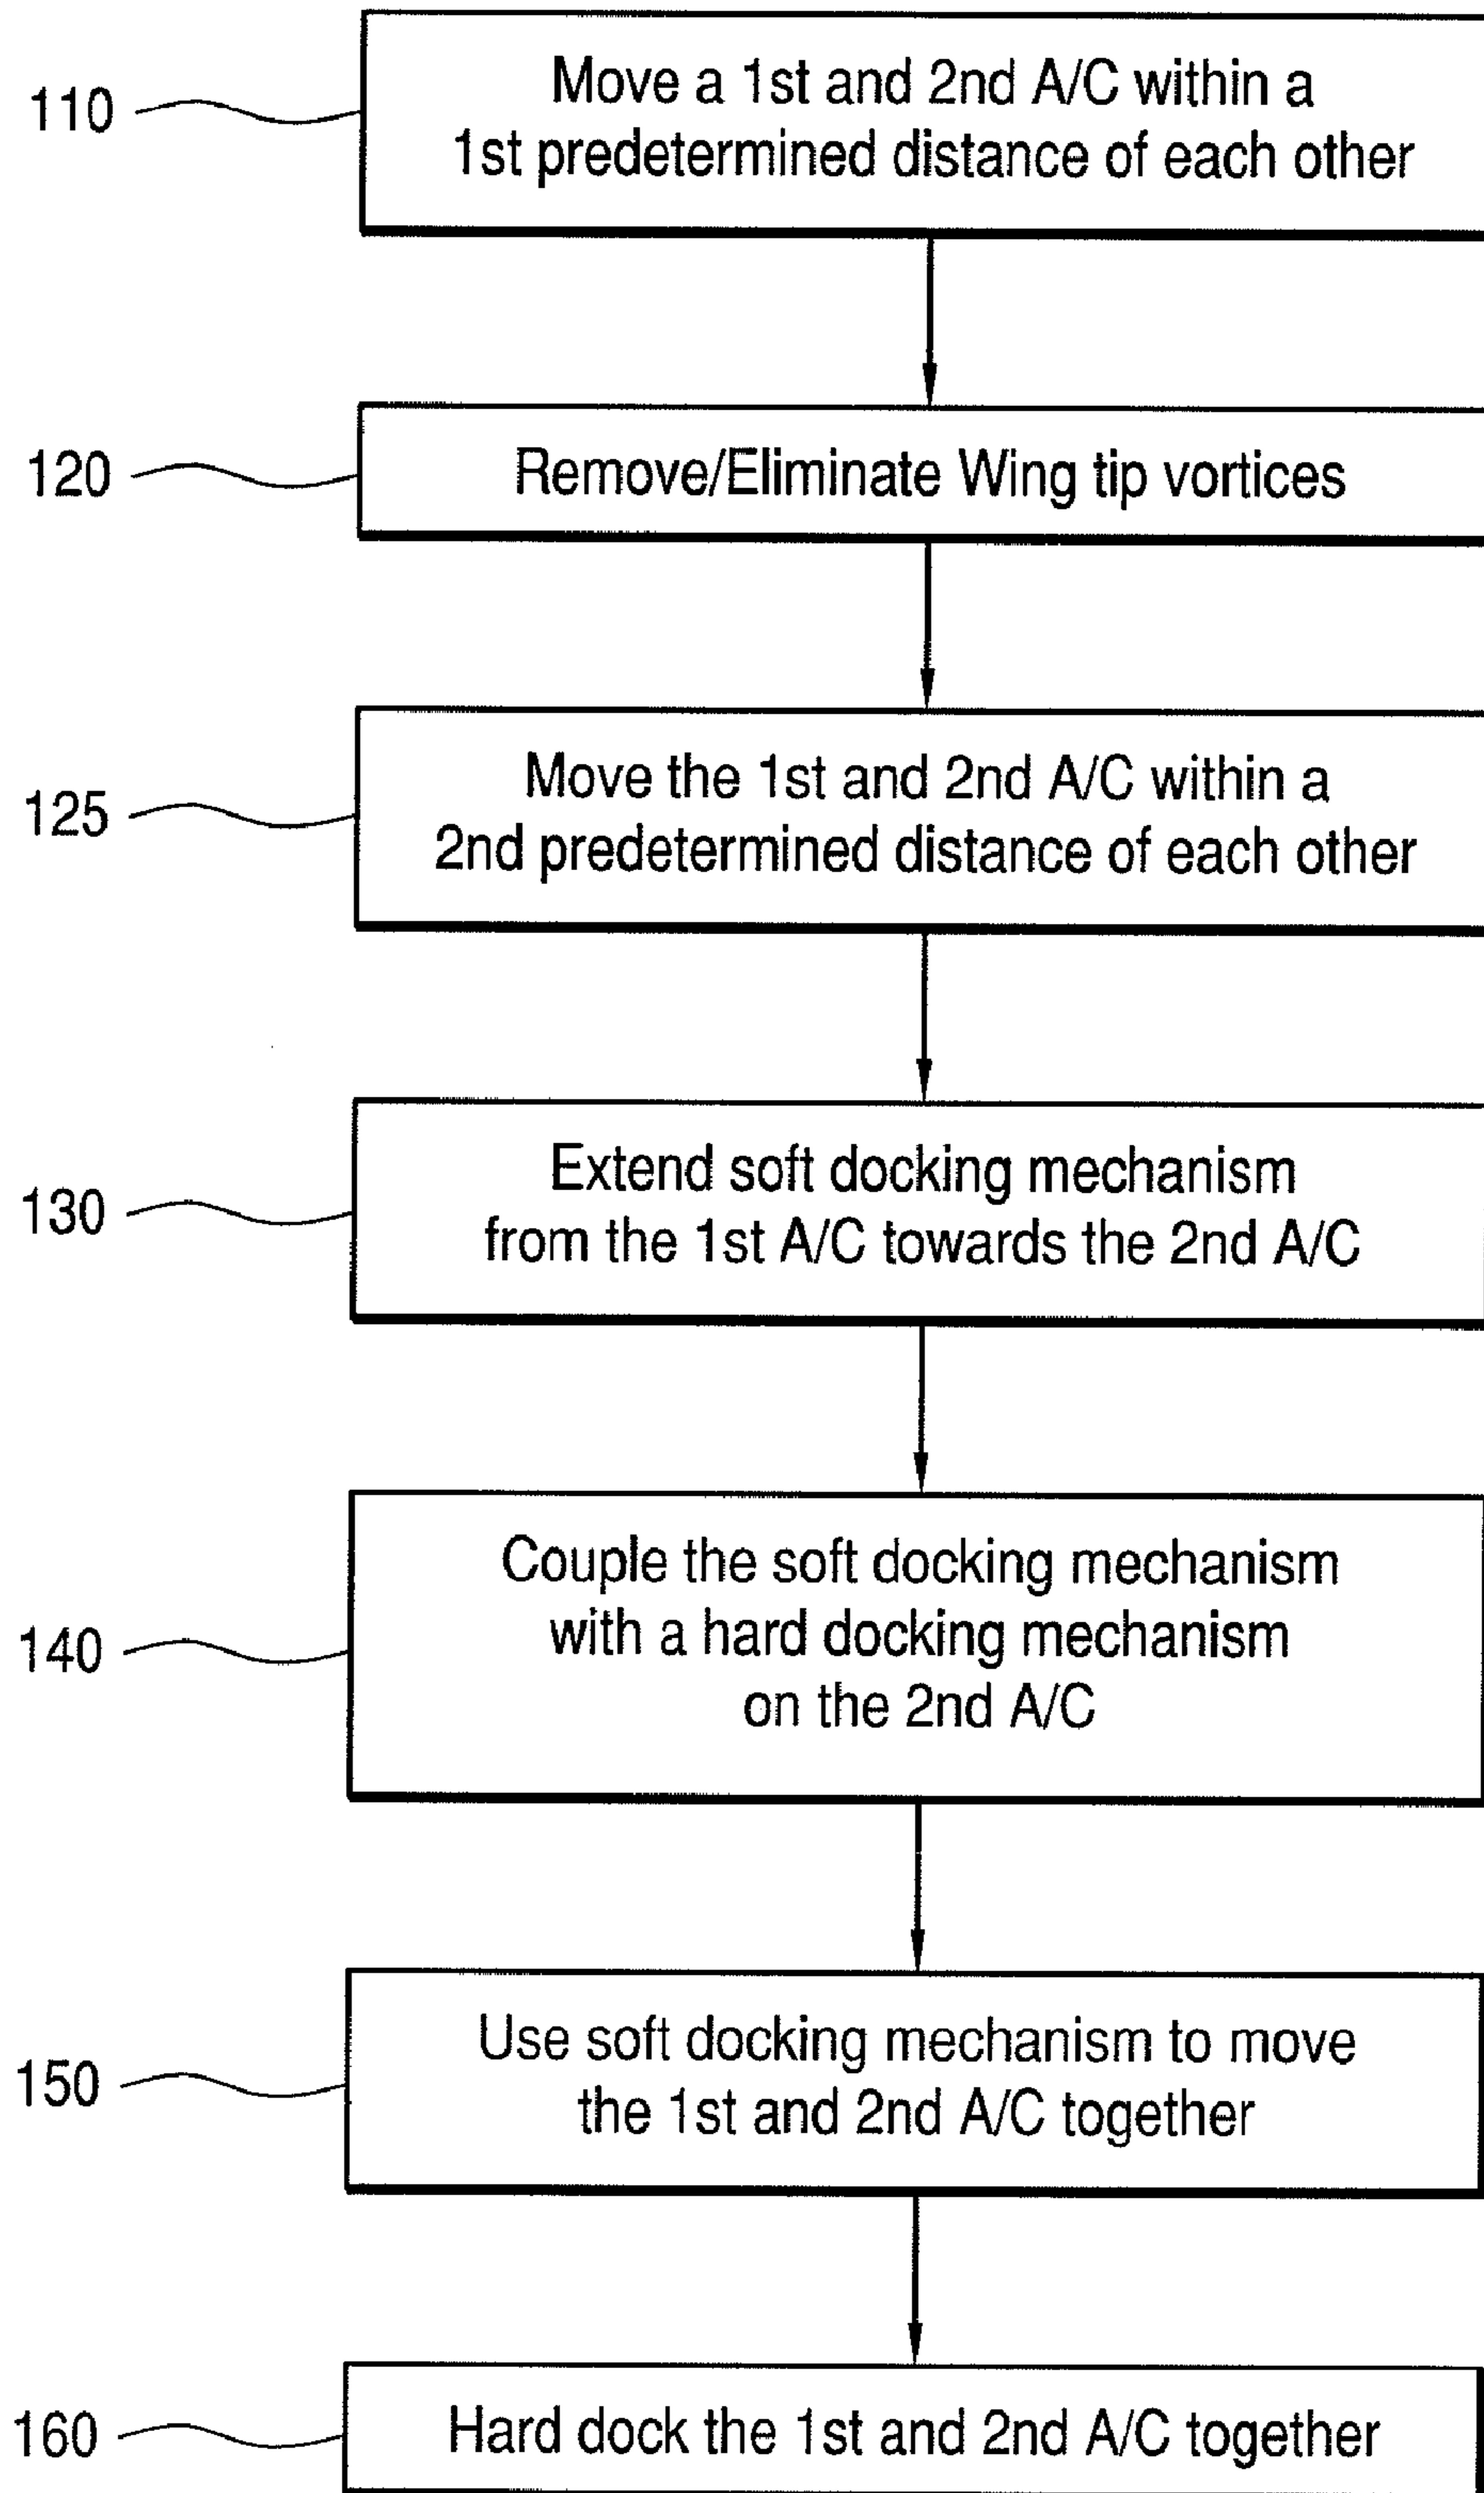 110
Move a 1st and 2nd A/C within a
1st predetermined distance of each other
120
Remove/Eliminate Wing tip vortices
125
Move the 1st and 2nd A/C within a
2nd predetermined distance of each other
130
Extend soft docking mechanism
from the 1st A/C towards the 2nd A/C
140
Couple the soft docking mechanism
with a hard docking mechanism
on the 2nd A/C
150
Use soft docking mechanism to move
the 1st and 2nd A/C together
160
Hard dock the 1st and 2nd A/C together